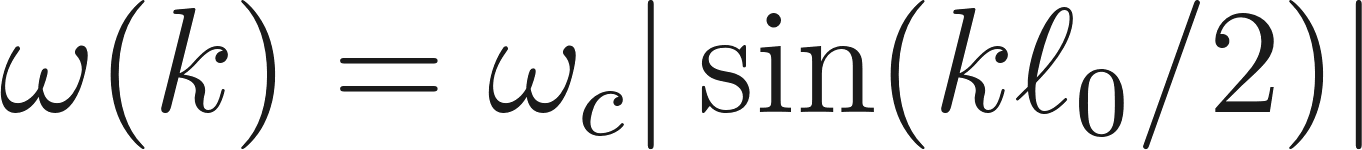 ω(k) = ω_c| sin(kℓ_0/2)|